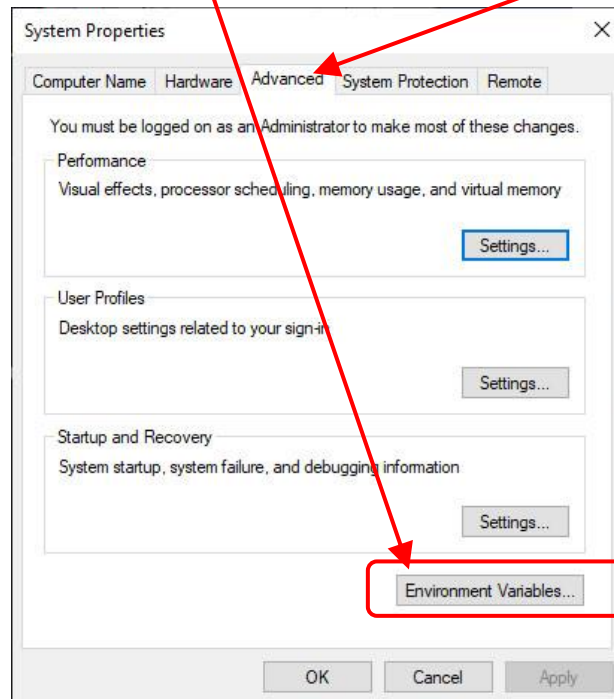 System Properties
Computer Name Hardware Advanced System Protection Remote
You must be logged on as an Administrator to make most of these changes.
Performance
Visual effects, processor scheduling, memory usage, and virtual memory
Settings...
User Profiles
Desktop settings related to your sign-in
Settings...
Startup and Recovery
System startup, system failure, and debugging information
Settings...
Environment Variables...
OK Cancel Apply